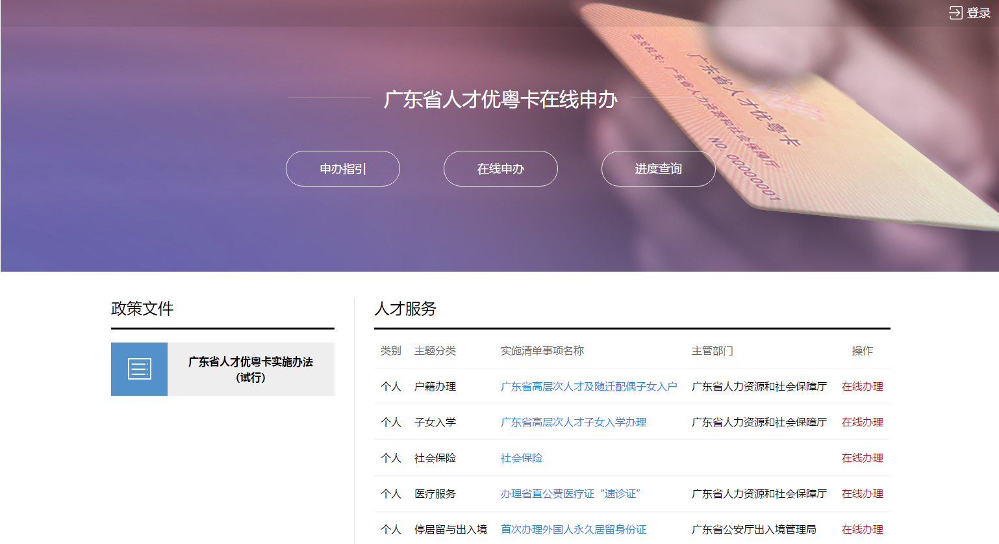 登录
签发机关：广东省人力资源和社会保障厅
广东省人才优粤卡
NO. 00000001
广东省人才优粤卡在线申办
申办指引 在线申办 进度查询
政策文件
广东省人才优粤卡实施办法
（试行）
人才服务
类别 主题分类 实施清单事项名称 主管部门 操作
个人 户籍办理 广东省高层次人才及随迁配偶子女入户 广东省人力资源和社会保障厅 在线办理
个人 子女入学 广东省高层次人才子女入学办理 广东省人力资源和社会保障厅 在线办理
个人 社会保险 社会保险 在线办理
个人 医疗服务 办理省直公费医疗证“速诊证” 广东省人力资源和社会保障厅 在线办理
个人 停居留与出入境 首次办理外国人永久居留身份证 广东省公安厅出入境管理局 在线办理